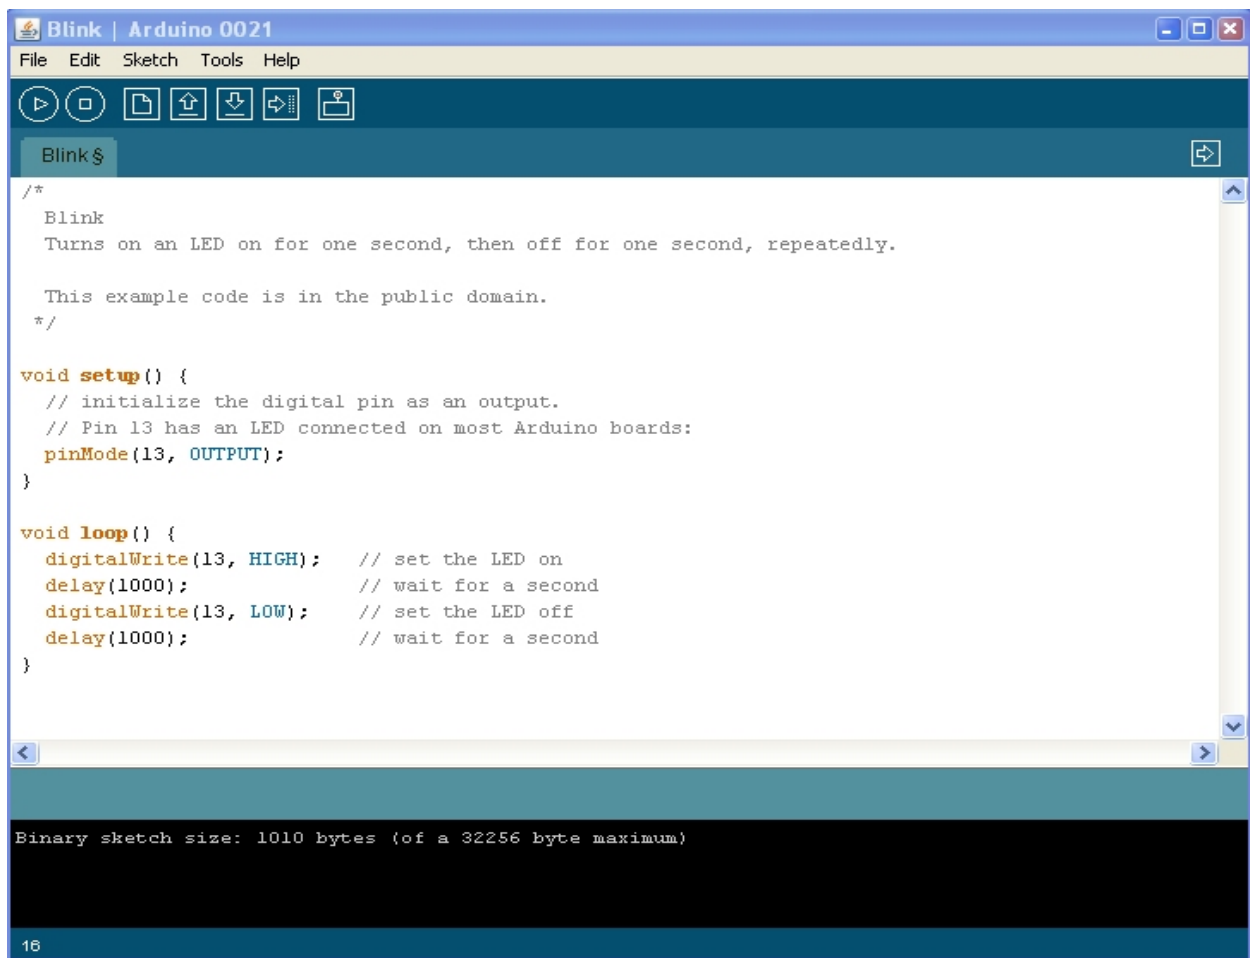 Blink | Arduino 0021
File Edit Sketch Tools Help
Blink §
/*
  Blink
  Turns on an LED on for one second, then off for one second, repeatedly.

  This example code is in the public domain.
 */

void setup() {
  // initialize the digital pin as an output.
  // Pin 13 has an LED connected on most Arduino boards:
  pinMode(13, OUTPUT);
}

void loop() {
  digitalWrite(13, HIGH);   // set the LED on
  delay(1000);              // wait for a second
  digitalWrite(13, LOW);    // set the LED off
  delay(1000);              // wait for a second
}
Binary sketch size: 1010 bytes (of a 32256 byte maximum)
16